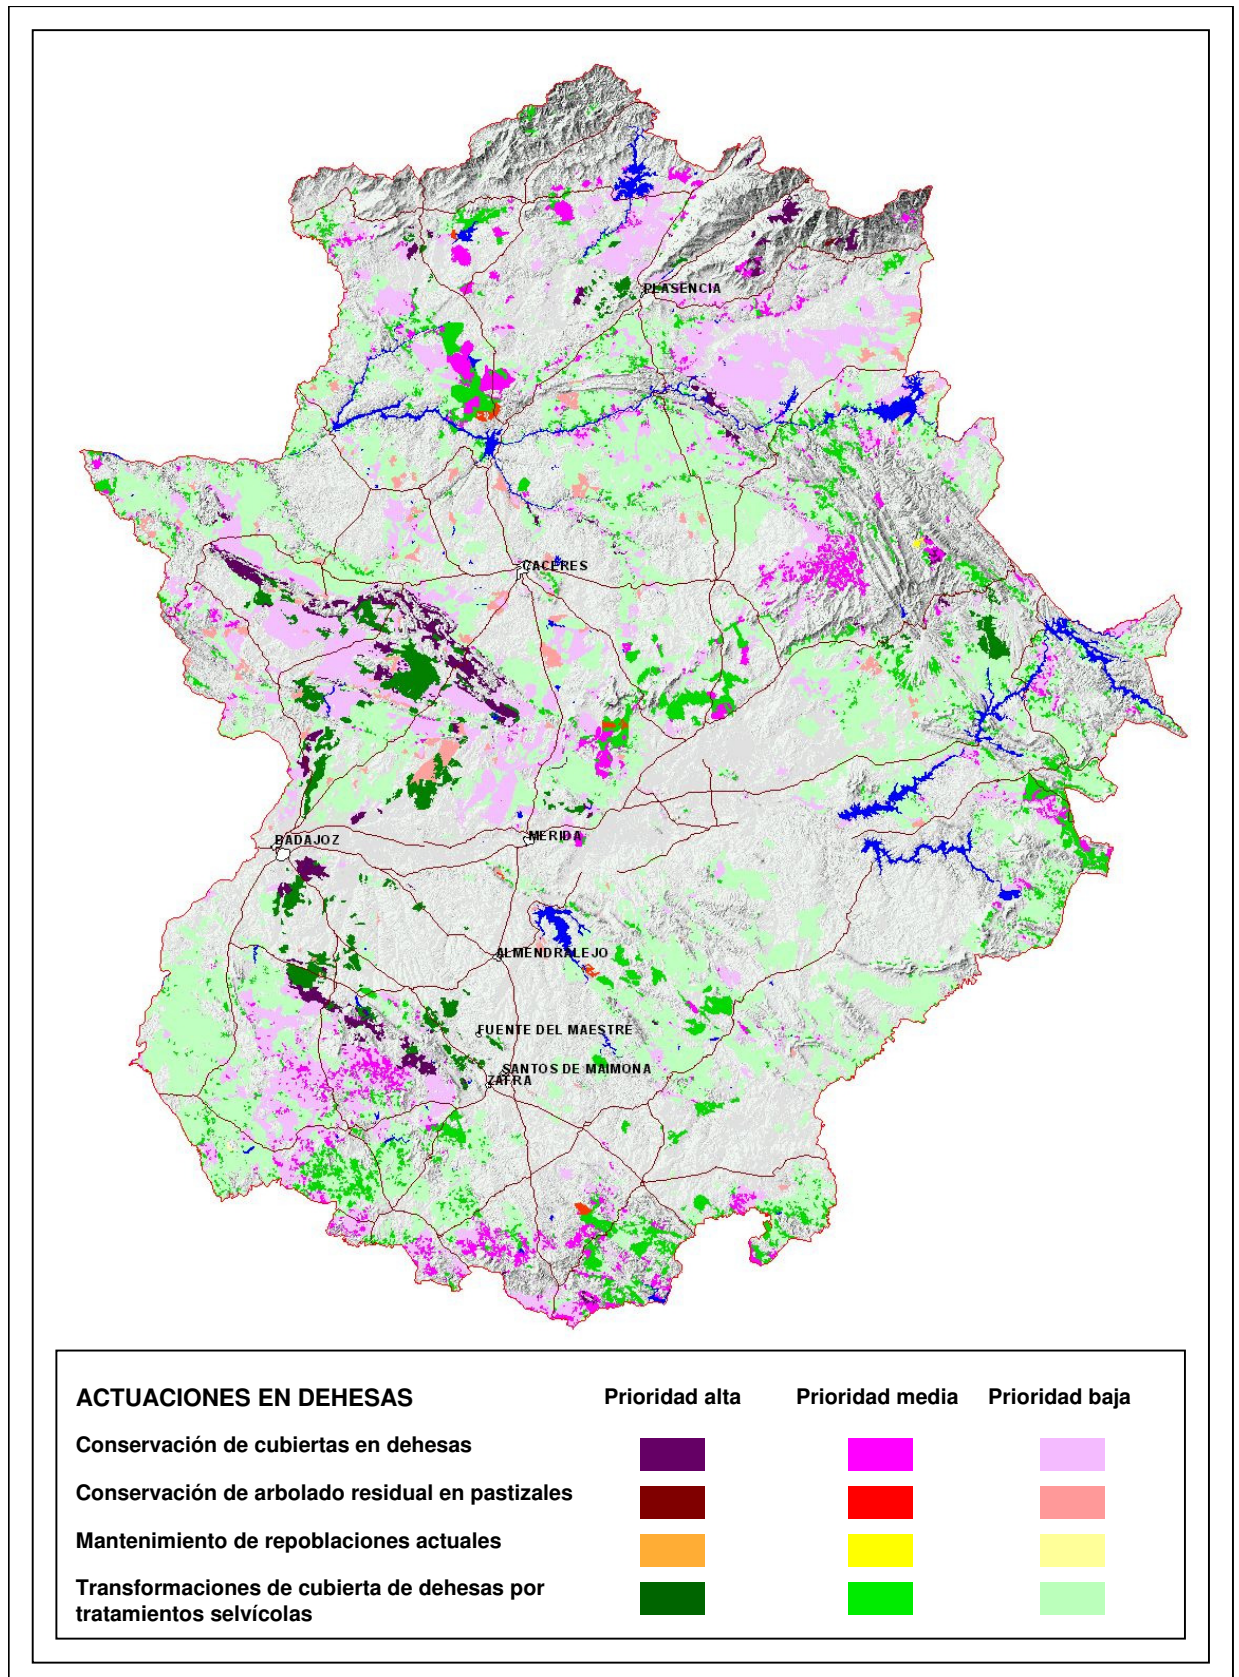 PLASENCIA
CACERES
BADAJOZ
MERIDA
ALMENDRALEJO
FUENTE DEL MAESTRE
SANTOS DE MAIMONA
ZAFRA
ACTUACIONES EN DEHESAS
Prioridad alta
Prioridad media
Prioridad baja
Conservación de cubiertas en dehesas
Conservación de arbolado residual en pastizales
Mantenimiento de repoblaciones actuales
Transformaciones de cubierta de dehesas por
tratamientos selvícolas